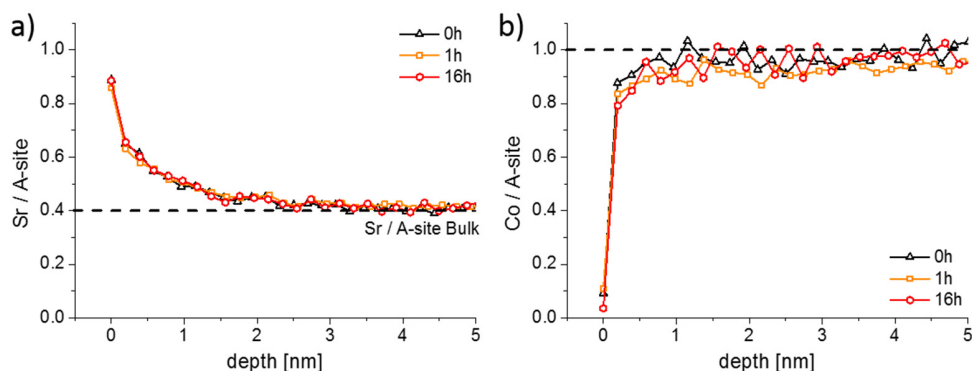 a)
Sr / A-site
1.0
0.8
0.6
0.4
0.2
0.0
0h
1h
16h
Sr / A-site Bulk
0 1 2 3 4 5
depth [nm]
b)
Co / A-site
1.0
0.8
0.6
0.4
0.2
0.0
0h
1h
16h
0 1 2 3 4 5
depth [nm]